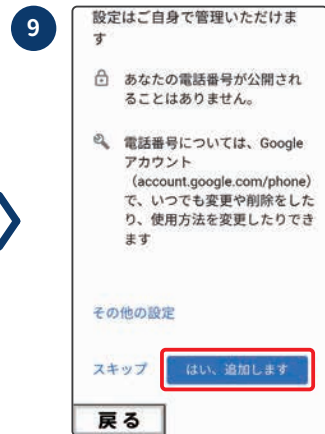 9
設定はご自身で管理いただけま
す
あなたの電話番号が公開され
ることはありません。
電話番号については、Google
アカウント
（account.google.com/phone）
で、いつでも変更や削除をした
り、使用方法を変更したりでき
ます
その他の設定
スキップ
はい、追加します
戻る